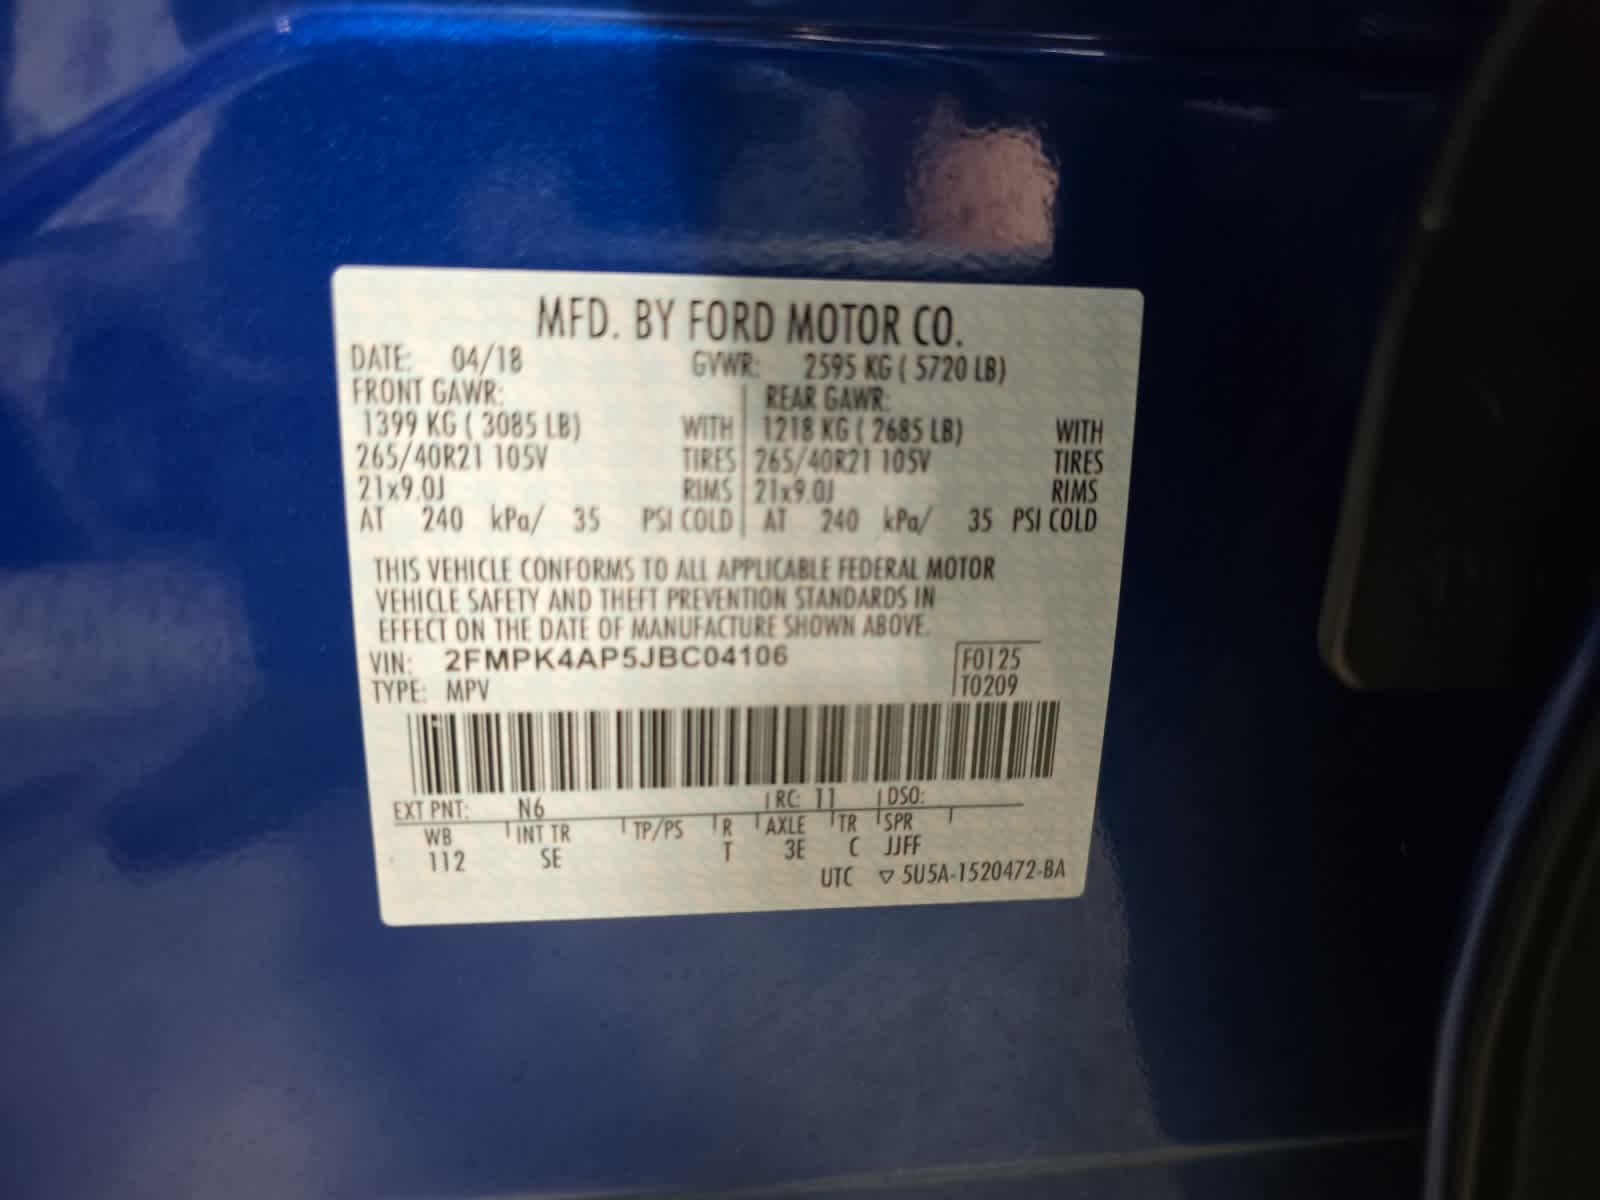 MFD. BY FORD MOTOR CO.
DATE: 04/18 GVWR: 2595 KG ( 5720 LB)
FRONT GAWR: REAR GAWR:
1399 KG ( 3085 LB) WITH 1218 KG ( 2685 LB) WITH
265/40R21 105V TIRES 265/40R21 105V TIRES
21x9.0J RIMS 21x9.0J RIMS
AT 240 kPa/ 35 PSI COLD AT 240 kPa/ 35 PSI COLD
THIS VEHICLE CONFORMS TO ALL APPLICABLE FEDERAL MOTOR
VEHICLE SAFETY AND THEFT PREVENTION STANDARDS IN
EFFECT ON THE DATE OF MANUFACTURE SHOWN ABOVE.
VIN: 2FMPK4AP5JBC04106 F0125
TYPE: MPV T0209
EXT PNT: N6 RC: 11 DSO:
WB INT TR TP/PS R AXLE TR SPR
112 SE T 3E C JJFF
UTC ▽ 5U5A-1520472-BA